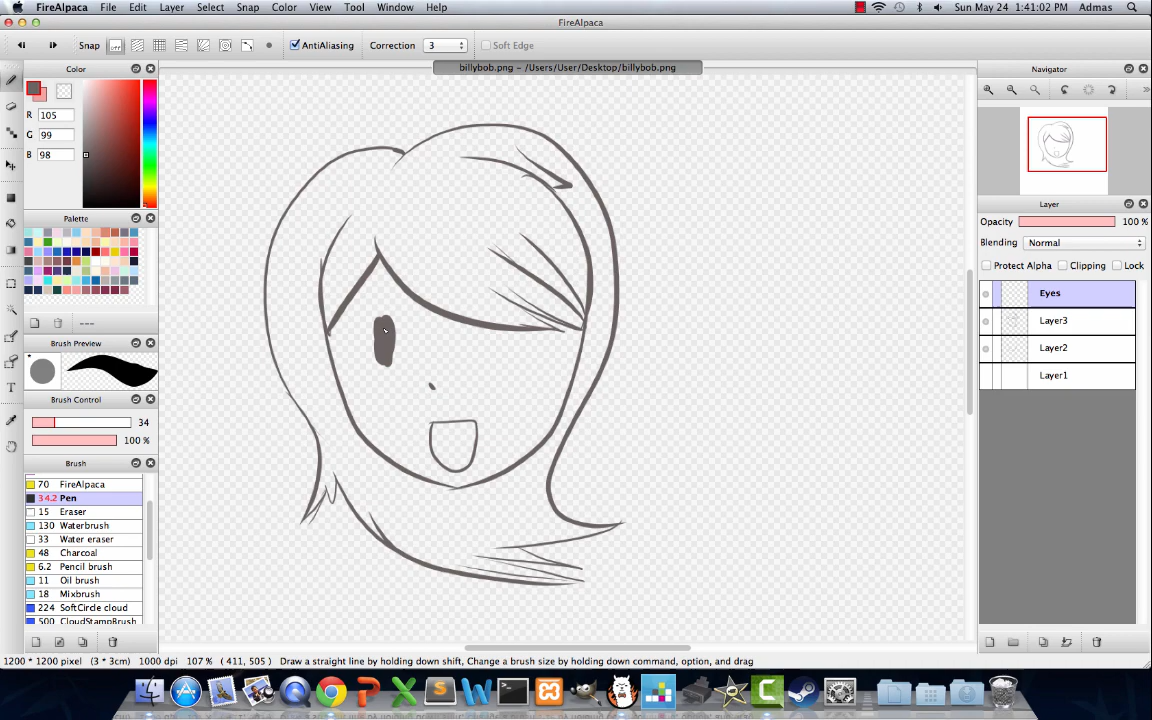 FireAlpaca File Edit Layer Select Snap Color View Tool Window Help Sun May 24 1:41:02 PM Admas
FireAlpaca
Snap off AntiAliasing Correction 3 Soft Edge
billybob.png – /Users/User/Desktop/billybob.png
Color
R 105
G 99
B 98
Palette
---
Brush Preview
Brush Control
34
100 %
Brush
70 FireAlpaca
34.2 Pen
15 Eraser
130 Waterbrush
33 Water eraser
48 Charcoal
6.2 Pencil brush
11 Oil brush
18 Mixbrush
224 SoftCircle cloud
500 CloudStampBrush
Navigator
Layer
Opacity 100 %
Blending Normal
Protect Alpha Clipping Lock
Eyes
Layer3
Layer2
Layer1
1200 * 1200 pixel (3 * 3cm) 1000 dpi 107 % ( 411, 505 ) Draw a straight line by holding down shift, Change a brush size by holding down command, option, and drag